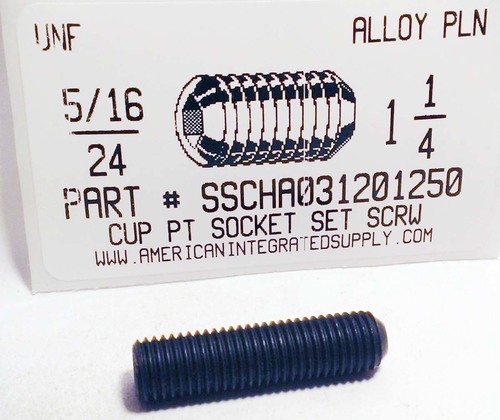 UNF
ALLOY PLN
5/16
24
1 1/4
PART # SSCHA031201250
CUP PT SOCKET SET SCRW
WWW.AMERICANINTEGRATEDSUPPLY.COM